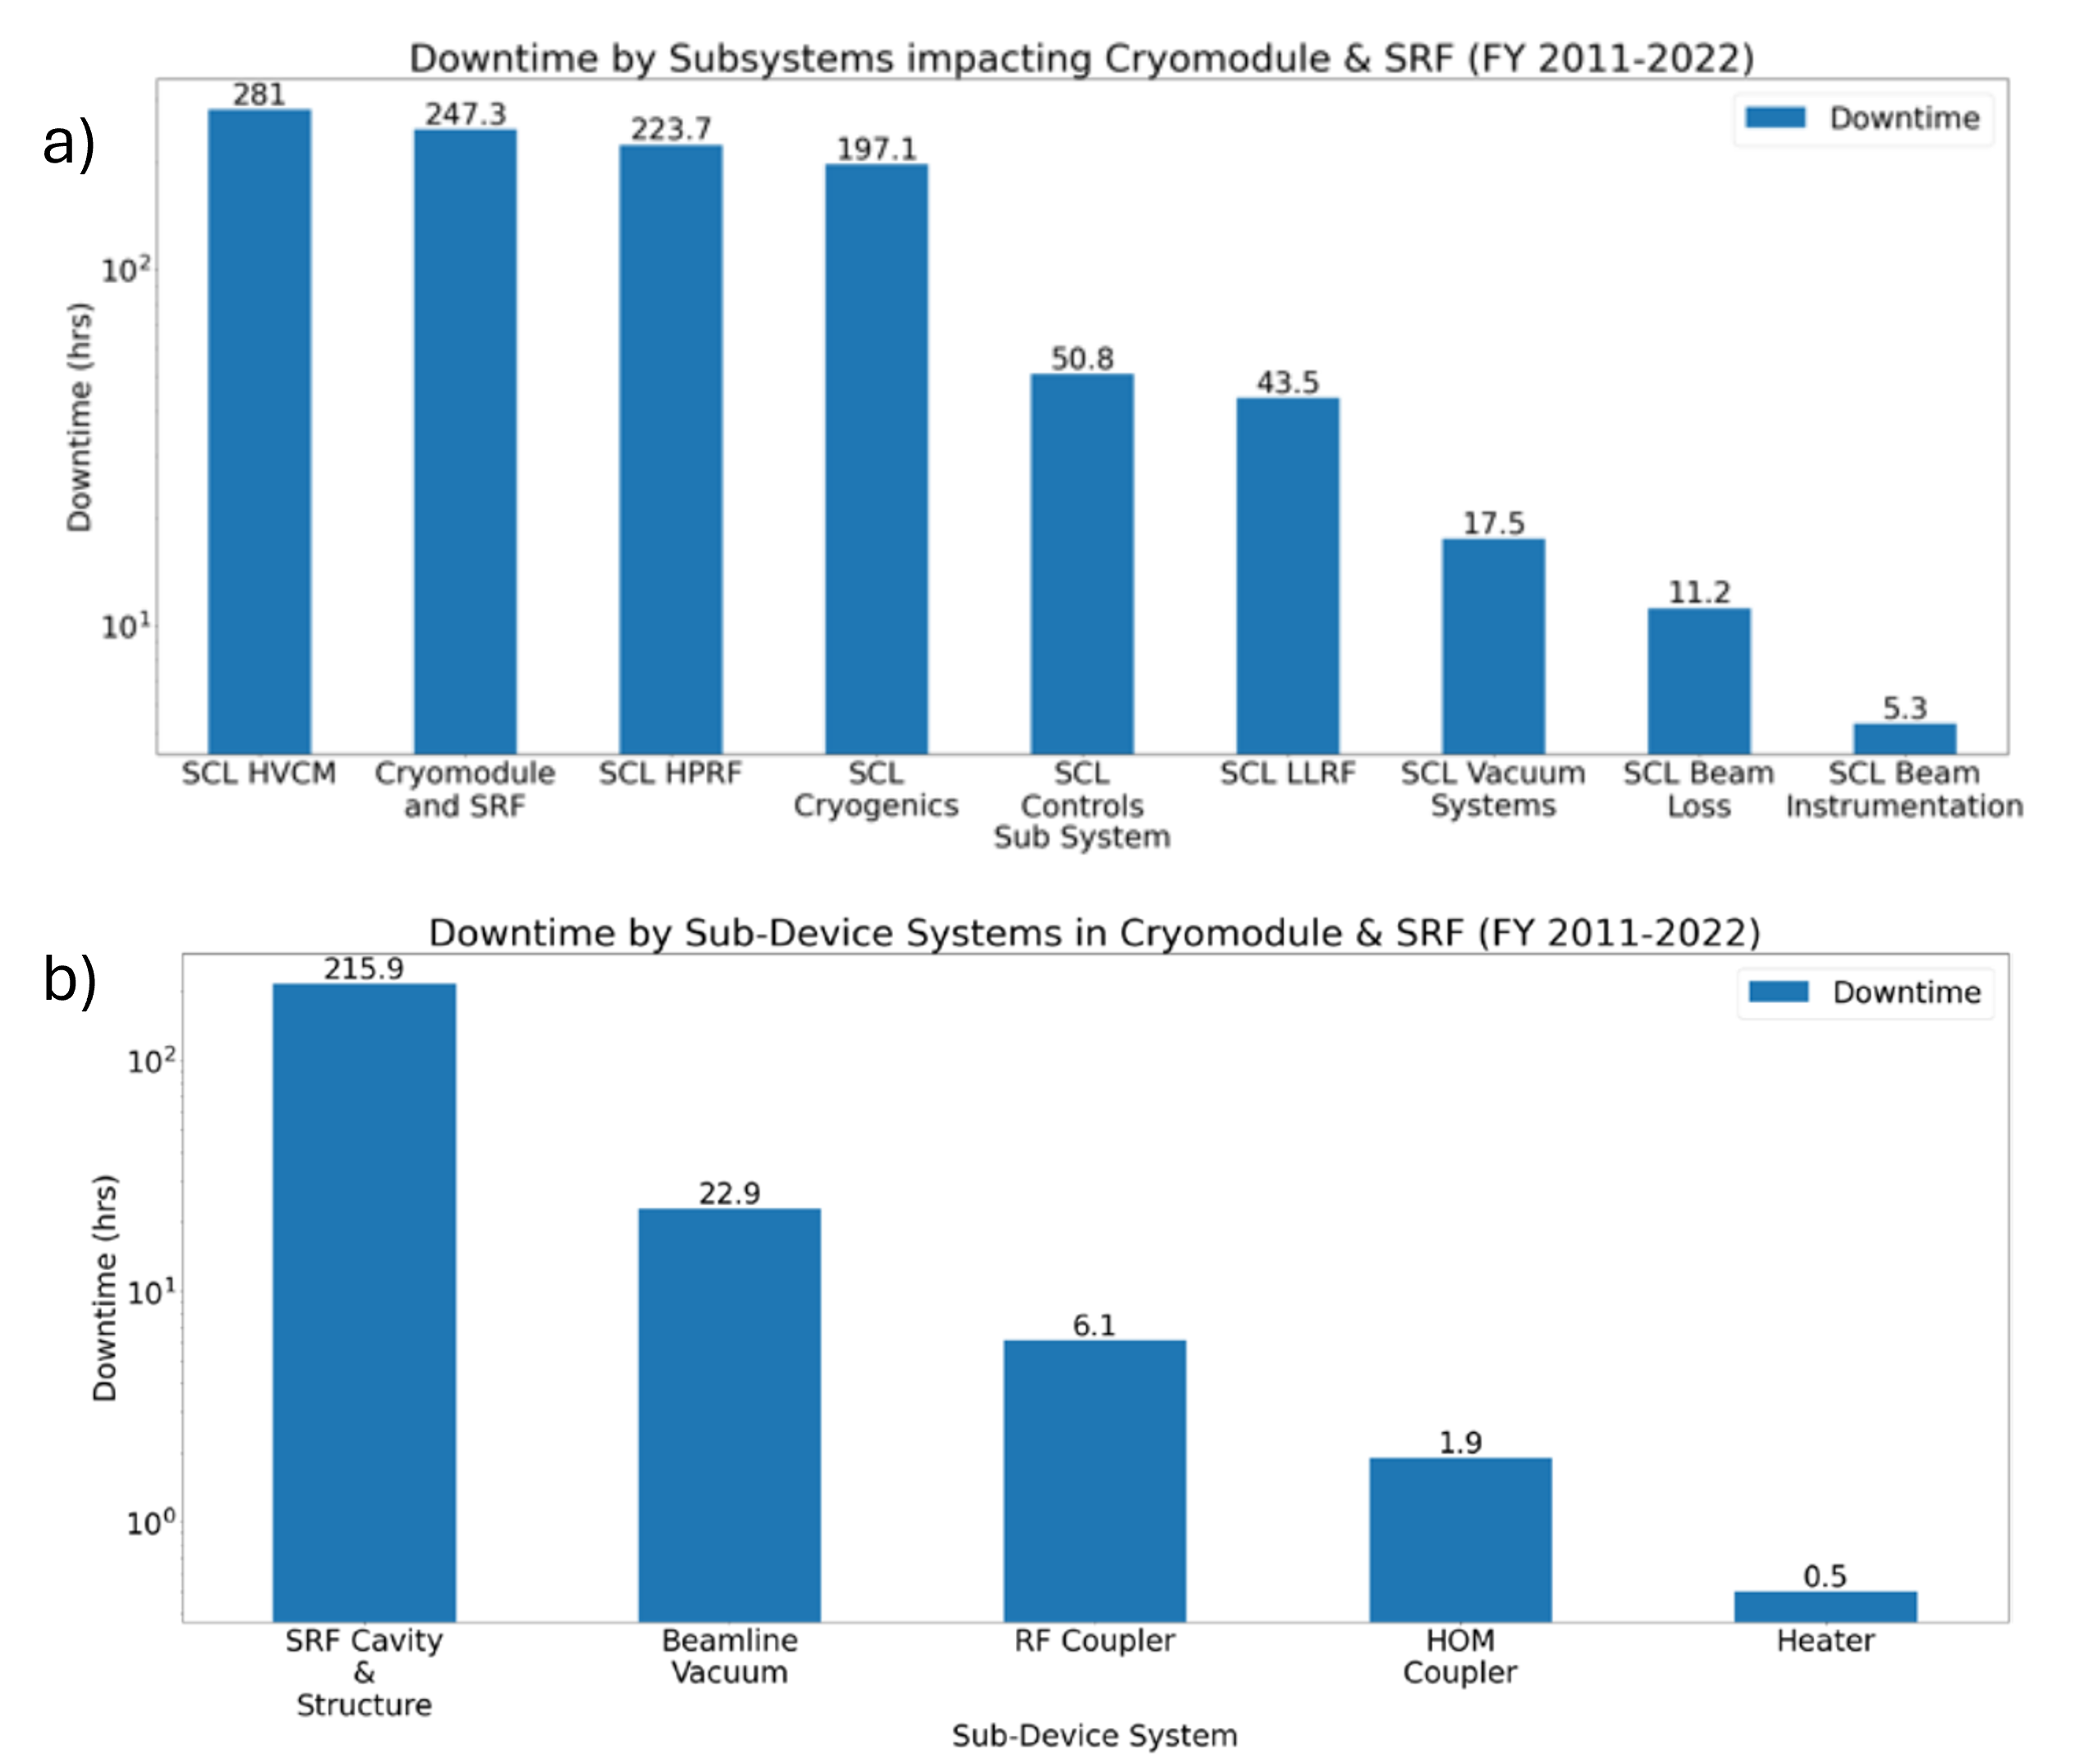 Downtime by Subsystems impacting Cryomodule & SRF (FY 2011-2022)
a)
Downtime
281
247.3
223.7
197.1
50.8
43.5
17.5
11.2
5.3
10²
10¹
Downtime (hrs)
SCL HVCM
Cryomodule
and SRF
SCL HPRF
SCL
Cryogenics
SCL
Controls
Sub System
SCL LLRF
SCL Vacuum
Systems
SCL Beam
Loss
SCL Beam
Instrumentation
Downtime by Sub-Device Systems in Cryomodule & SRF (FY 2011-2022)
b)
Downtime
215.9
22.9
6.1
1.9
0.5
10²
10¹
10⁰
Downtime (hrs)
SRF Cavity
&
Structure
Beamline
Vacuum
RF Coupler
HOM
Coupler
Heater
Sub-Device System